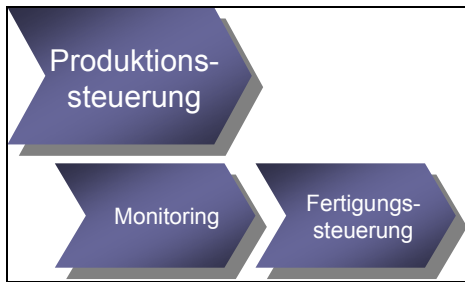 Produktions-
steuerung
Monitoring
Fertigungs-
steuerung